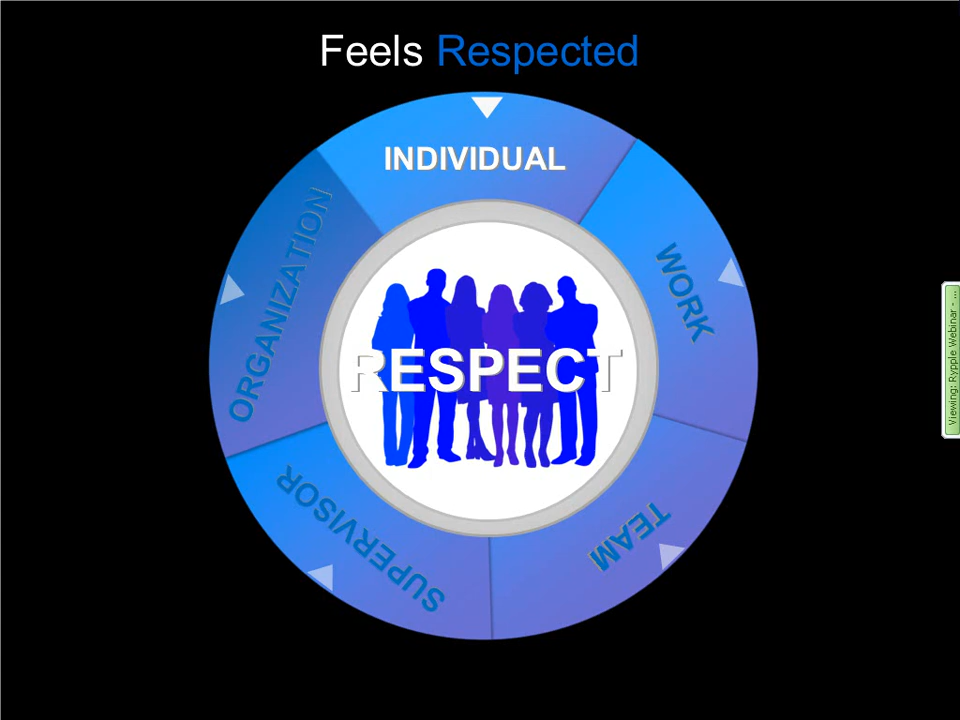 Feels Respected
INDIVIDUAL
WORK
TEAM
SUPERVISOR
ORGANIZATION
RESPECT
Viewing: Rypple Webinar - ...